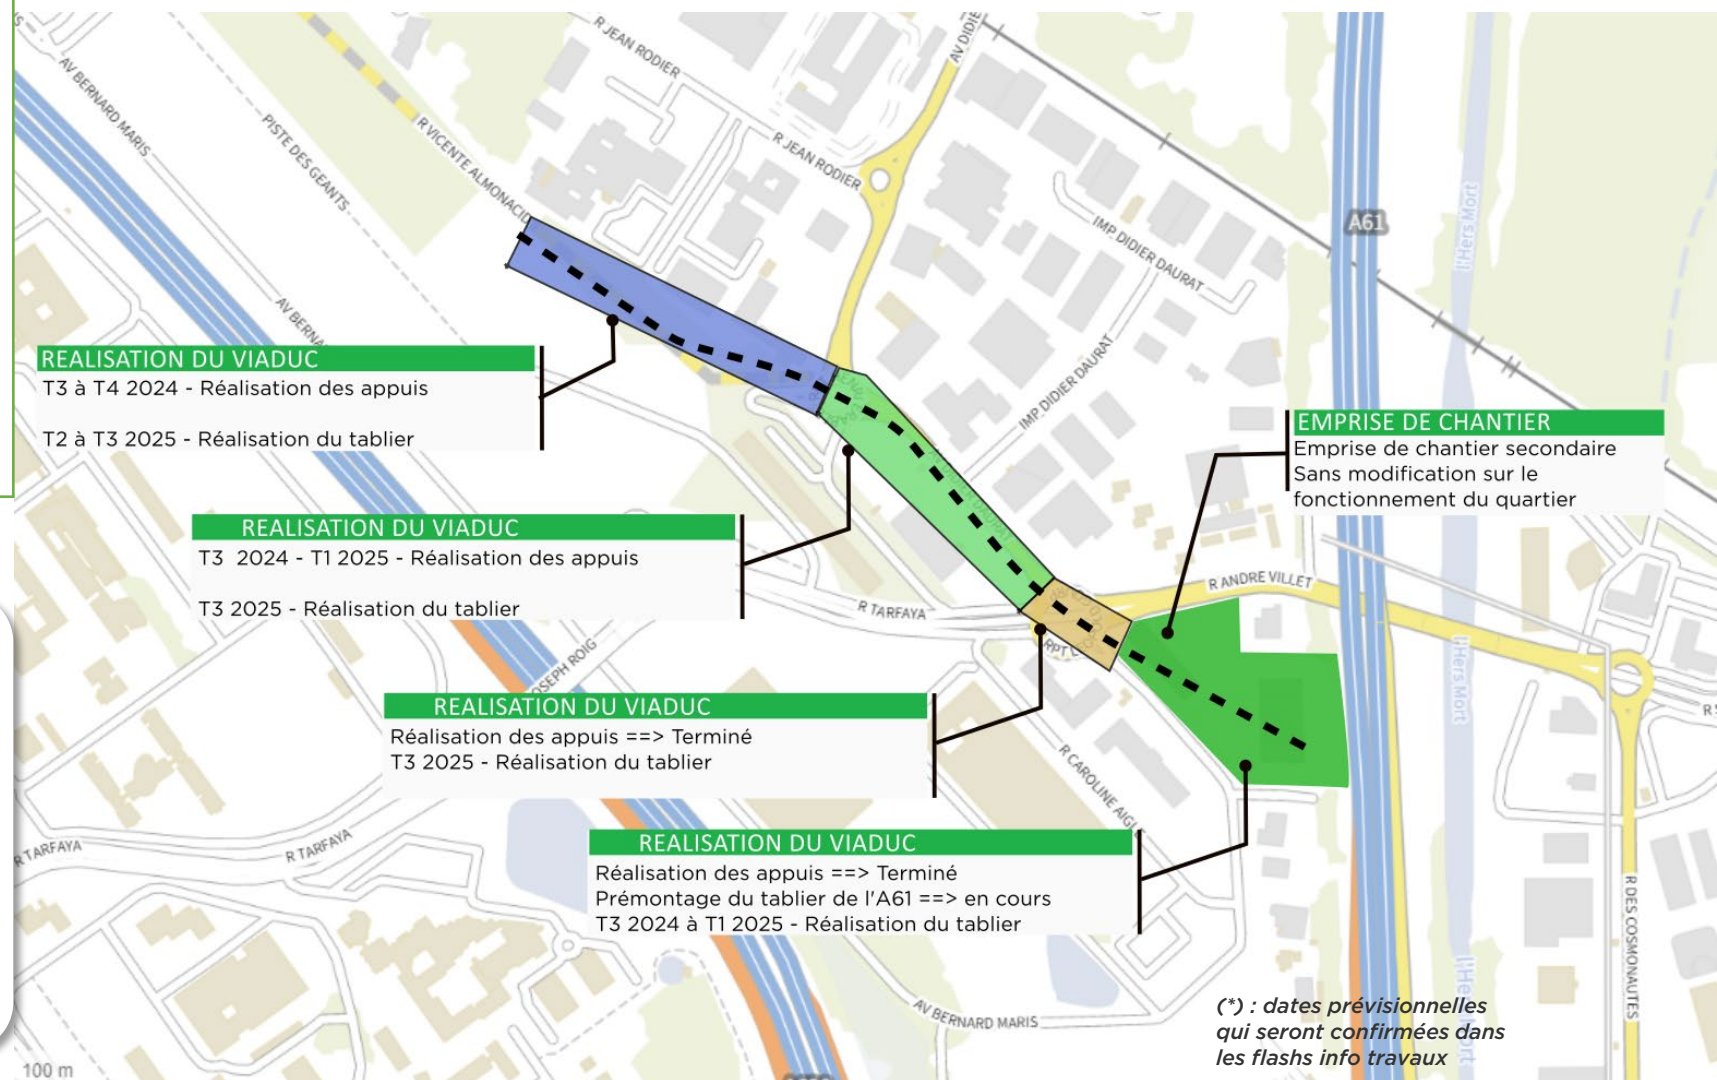 R JEAN RODIER
AV BERNARD MARIS
PISTE DES GEANTS
R VICENTE ALMONACID
R JEAN RODIER
A61
l'Hers Mort
IMP DIDIER DAURAT
IMP DIDIER DAURAT
REALISATION DU VIADUC
T3 à T4 2024 - Réalisation des appuis
T2 à T3 2025 - Réalisation du tablier
EMPRISE DE CHANTIER
Emprise de chantier secondaire
Sans modification sur le
fonctionnement du quartier
REALISATION DU VIADUC
T3 2024 - T1 2025 - Réalisation des appuis
T3 2025 - Réalisation du tablier
R TARFAYA
R ANDRE VILLET
l'Hers Mort
REALISATION DU VIADUC
Réalisation des appuis ==> Terminé
T3 2025 - Réalisation du tablier
R TARFAYA
R TARFAYA
REALISATION DU VIADUC
Réalisation des appuis ==> Terminé
Prémontage du tablier de l'A61 ==> en cours
T3 2024 à T1 2025 - Réalisation du tablier
R DES COSMONAUTES
AV BERNARD MARIS
(*) : dates prévisionnelles
qui seront confirmées dans
les flashs info travaux
100 m